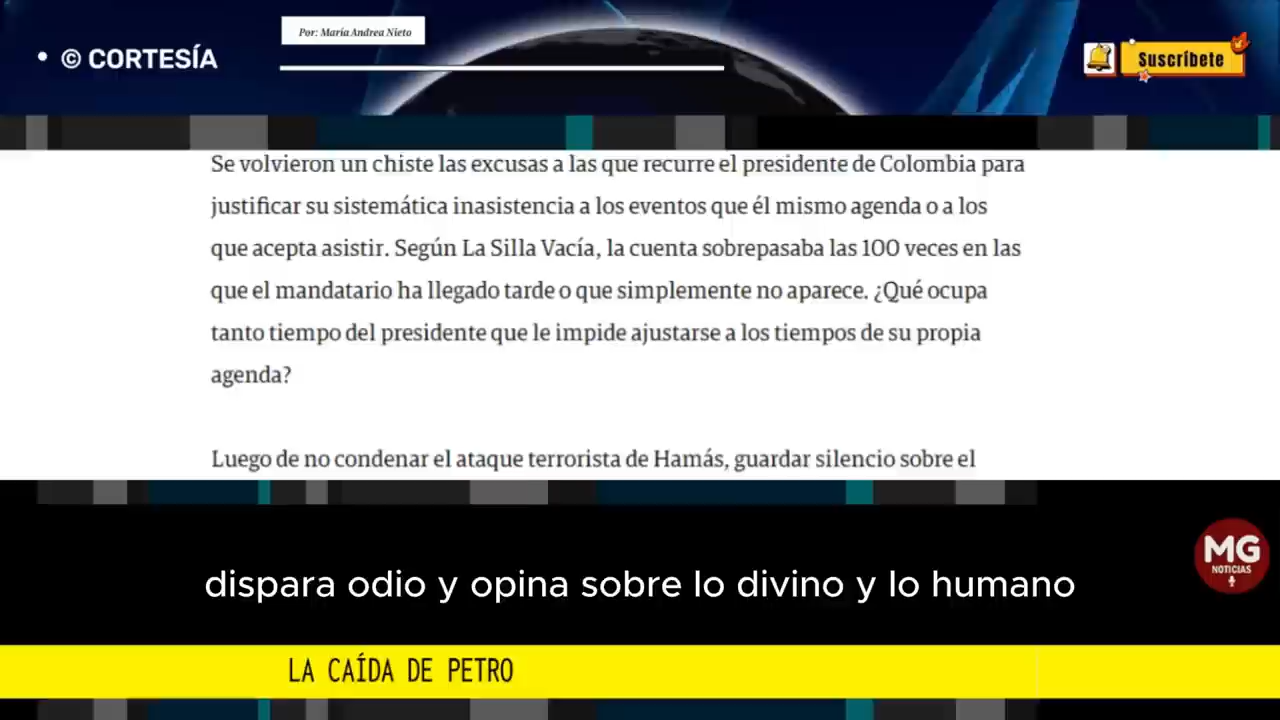 Por: María Andrea Nieto
• © CORTESÍA
Suscríbete
Se volvieron un chiste las excusas a las que recurre el presidente de Colombia para
justificar su sistemática inasistencia a los eventos que él mismo agenda o a los
que acepta asistir. Según La Silla Vacía, la cuenta sobrepasaba las 100 veces en las
que el mandatario ha llegado tarde o que simplemente no aparece. ¿Qué ocupa
tanto tiempo del presidente que le impide ajustarse a los tiempos de su propia
agenda?
Luego de no condenar el ataque terrorista de Hamás, guardar silencio sobre el
MG
NOTICIAS
dispara odio y opina sobre lo divino y lo humano
LA CAÍDA DE PETRO